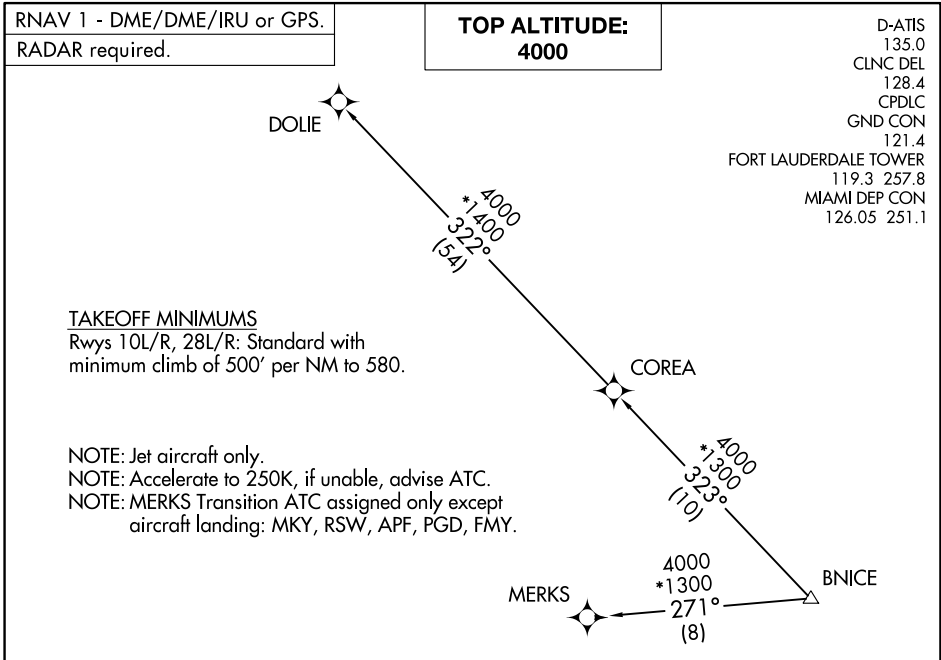 RNAV 1 - DME/DME/IRU or GPS.
RADAR required.
TOP ALTITUDE:
4000
D-ATIS
135.0
CLNC DEL
128.4
CPDLC
GND CON
121.4
FORT LAUDERDALE TOWER
119.3 257.8
MIAMI DEP CON
126.05 251.1
DOLIE
4000
*1400
322°
(54)
TAKEOFF MINIMUMS
Rwys 10L/R, 28L/R: Standard with
minimum climb of 500' per NM to 580.
COREA
4000
*1300
323°
(10)
NOTE: Jet aircraft only.
NOTE: Accelerate to 250K, if unable, advise ATC.
NOTE: MERKS Transition ATC assigned only except
aircraft landing: MKY, RSW, APF, PGD, FMY.
BNICE
4000
*1300
271°
(8)
MERKS